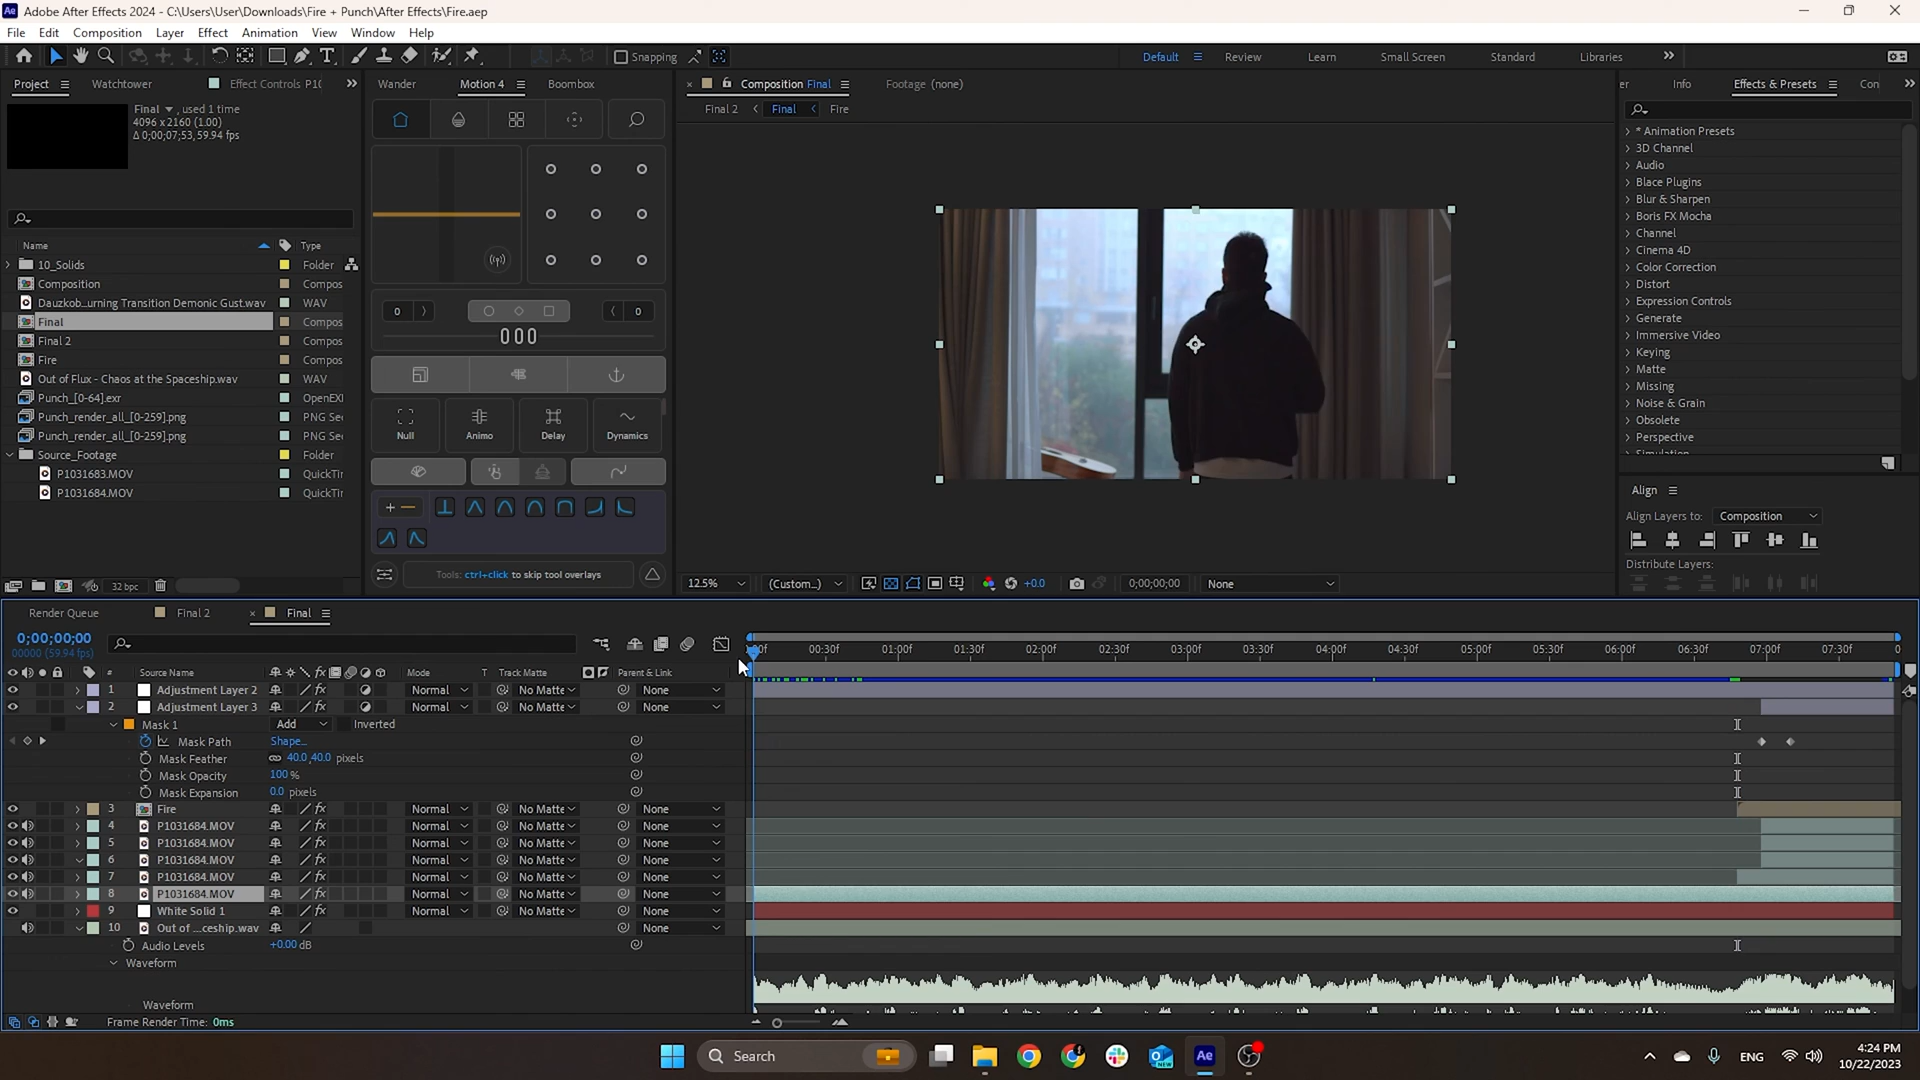 Adobe After Effects 2024 - C:\Users\User\Downloads\Fire + Punch\After Effects\Fire.aep
File Edit Composition Layer Effect Animation View Window Help
Snapping
Default Review Learn Small Screen Standard Libraries
Project Watchtower Effect Controls P10
Wander Motion 4 Boombox
Composition Final Footage (none)
er Info Effects & Presets Con
Final 2 Final Fire
Final , used 1 time
4096 x 2160 (1.00)
Δ 0;00;07;53, 59.94 fps
Name Type
10_Solids Folder
Composition Compos
Dauzkob_urning Transition Demonic Gust.wav WAV
Final Compos
Final 2 Compos
Fire Compos
Out of Flux - Chaos at the Spaceship.wav WAV
Punch_[0-64].exr OpenEXI
Punch_render_all_[0-259].png PNG Sec
Punch_render_all_[0-259].png PNG Sec
Source_Footage Folder
P1031683.MOV QuickTir
P1031684.MOV QuickTir
32 bpc
0 0
000
Null Animo Delay Dynamics
Tools: ctrl+click to skip tool overlays
12.5% (Custom...) +0.0 0;00;00;00 None
* Animation Presets
3D Channel
Audio
Blace Plugins
Blur & Sharpen
Boris FX Mocha
Channel
Cinema 4D
Color Correction
Distort
Expression Controls
Generate
Immersive Video
Keying
Matte
Missing
Noise & Grain
Obsolete
Perspective
Simulation
Align
Align Layers to: Composition
Distribute Layers:
Render Queue Final 2 Final
0;00;00;00
00000 (59.94 fps)
00f 00:30f 01:00f 01:30f 02:00f 02:30f 03:00f 03:30f 04:00f 04:30f 05:00f 05:30f 06:00f 06:30f 07:00f 07:30f 0
# Source Name Mode T Track Matte Parent & Link
1 Adjustment Layer 2 Normal No Matte None
2 Adjustment Layer 3 Normal No Matte None
Mask 1 Add Inverted
Mask Path Shape...
Mask Feather 40.0,40.0 pixels
Mask Opacity 100%
Mask Expansion 0.0 pixels
3 Fire Normal No Matte None
4 P1031684.MOV Normal No Matte None
5 P1031684.MOV Normal No Matte None
6 P1031684.MOV Normal No Matte None
7 P1031684.MOV Normal No Matte None
8 P1031684.MOV Normal No Matte None
9 White Solid 1 Normal No Matte None
10 Out of ...ceship.wav None
Audio Levels +0.00 dB
Waveform
Waveform
Frame Render Time: 0ms
Search
ENG
4:24 PM
10/22/2023